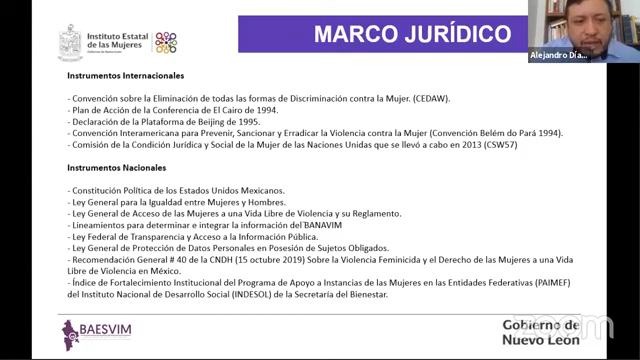 Instituto Estatal
de las Mujeres
MARCO JURÍDICO
Alejandro Día...
Instrumentos Internacionales
- Convención sobre la Eliminación de todas las formas de Discriminación contra la Mujer. (CEDAW).
- Plan de Acción de la Conferencia de El Cairo de 1994.
- Declaración de la Plataforma de Beijing de 1995.
- Convención Interamericana para Prevenir, Sancionar y Erradicar la Violencia contra la Mujer (Convención Belém do Pará 1994).
- Comisión de la Condición Jurídica y Social de la Mujer de las Naciones Unidas que se llevó a cabo en 2013 (CSW57)
Instrumentos Nacionales
- Constitución Política de los Estados Unidos Mexicanos.
- Ley General para la Igualdad entre Mujeres y Hombres.
- Ley General de Acceso de las Mujeres a una Vida Libre de Violencia y su Reglamento.
- Lineamientos para determinar e integrar la información del BANAVIM
- Ley Federal de Transparencia y Acceso a la Información Pública.
- Ley General de Protección de Datos Personales en Posesión de Sujetos Obligados.
- Recomendación General # 40 de la CNDH (15 octubre 2019) Sobre la Violencia Feminicida y el Derecho de las Mujeres a una Vida
Libre de Violencia en México.
- Índice de Fortalecimiento Institucional del Programa de Apoyo a Instancias de las Mujeres en las Entidades Federativas (PAIMEF)
del Instituto Nacional de Desarrollo Social (INDESOL) de la Secretaría del Bienestar.
BAESVIM
Gobierno de
Nuevo León
zoom